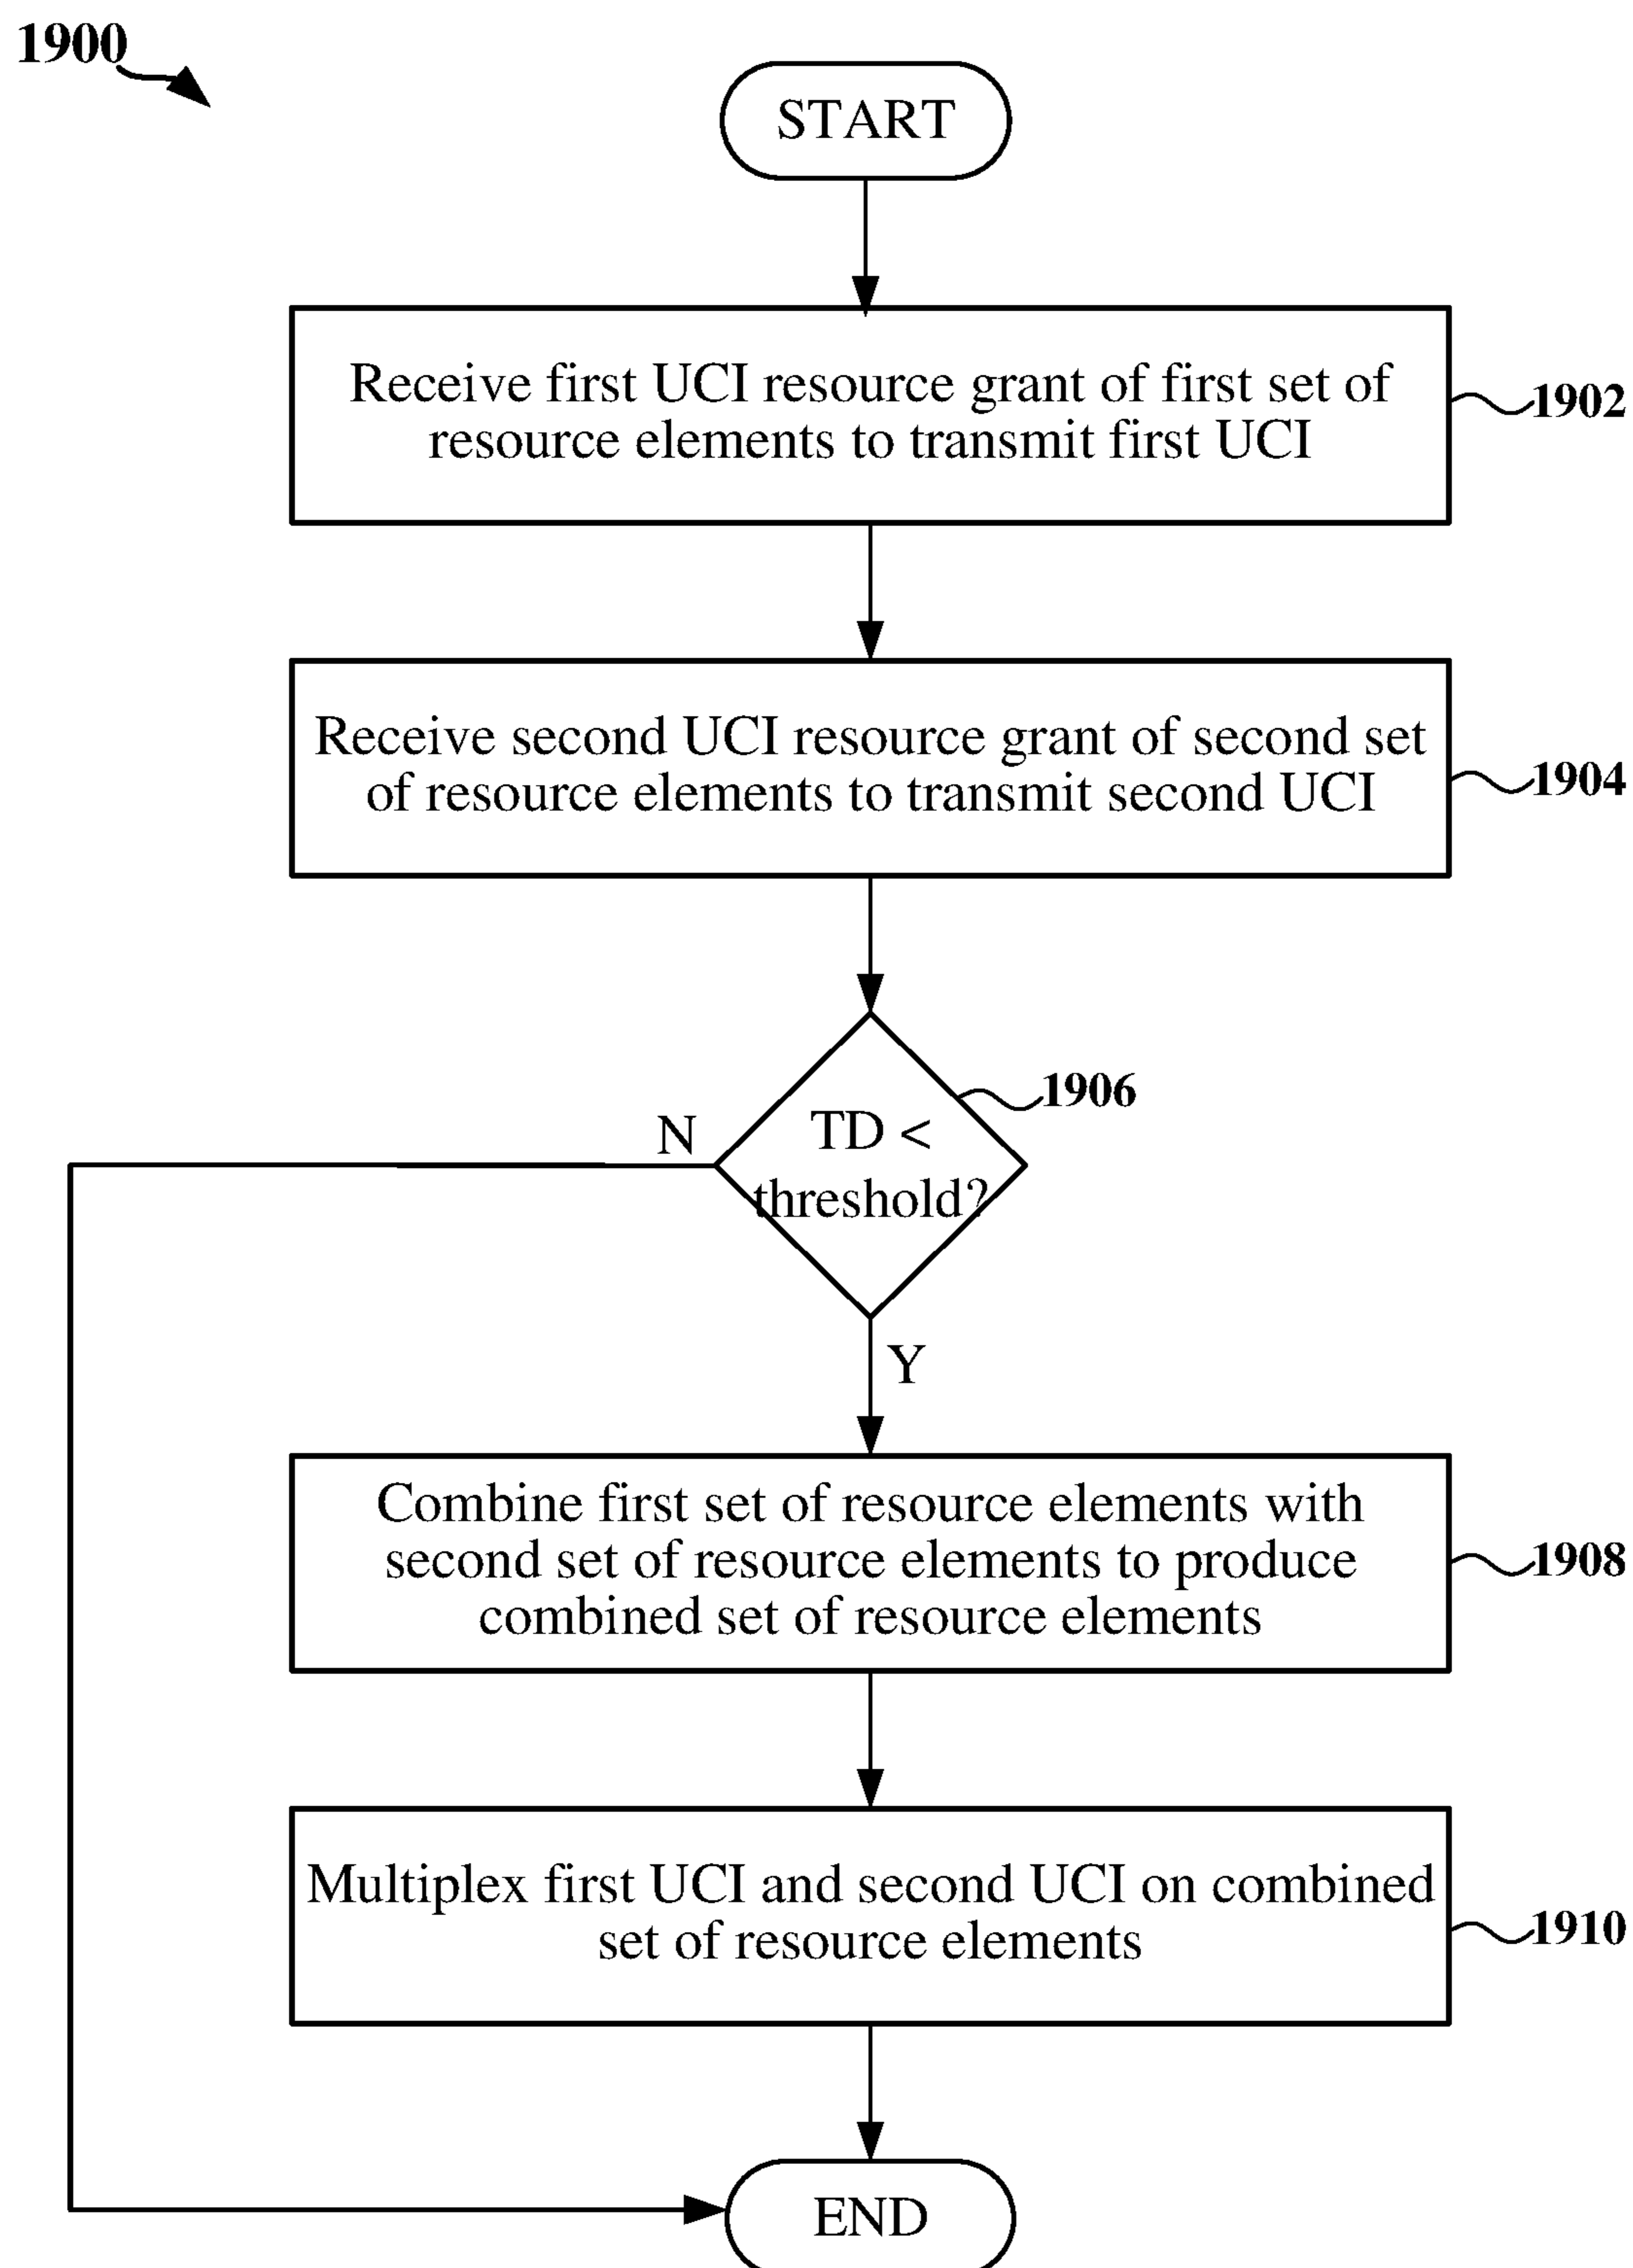 1900
START
Receive first UCI resource grant of first set of
resource elements to transmit first UCI
1902
Receive second UCI resource grant of second set
of resource elements to transmit second UCI
1904
1906
TD <
threshold?
N
Y
Combine first set of resource elements with
second set of resource elements to produce
combined set of resource elements
1908
Multiplex first UCI and second UCI on combined
set of resource elements
1910
END